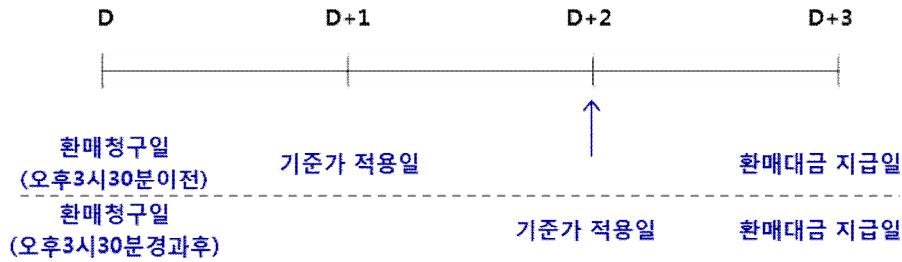 D D+1 D+2 D+3
환매청구일
(오후3시30분이전)
기준가 적용일
환매대금 지급일
환매청구일
(오후3시30분경과후)
기준가 적용일
환매대금 지급일